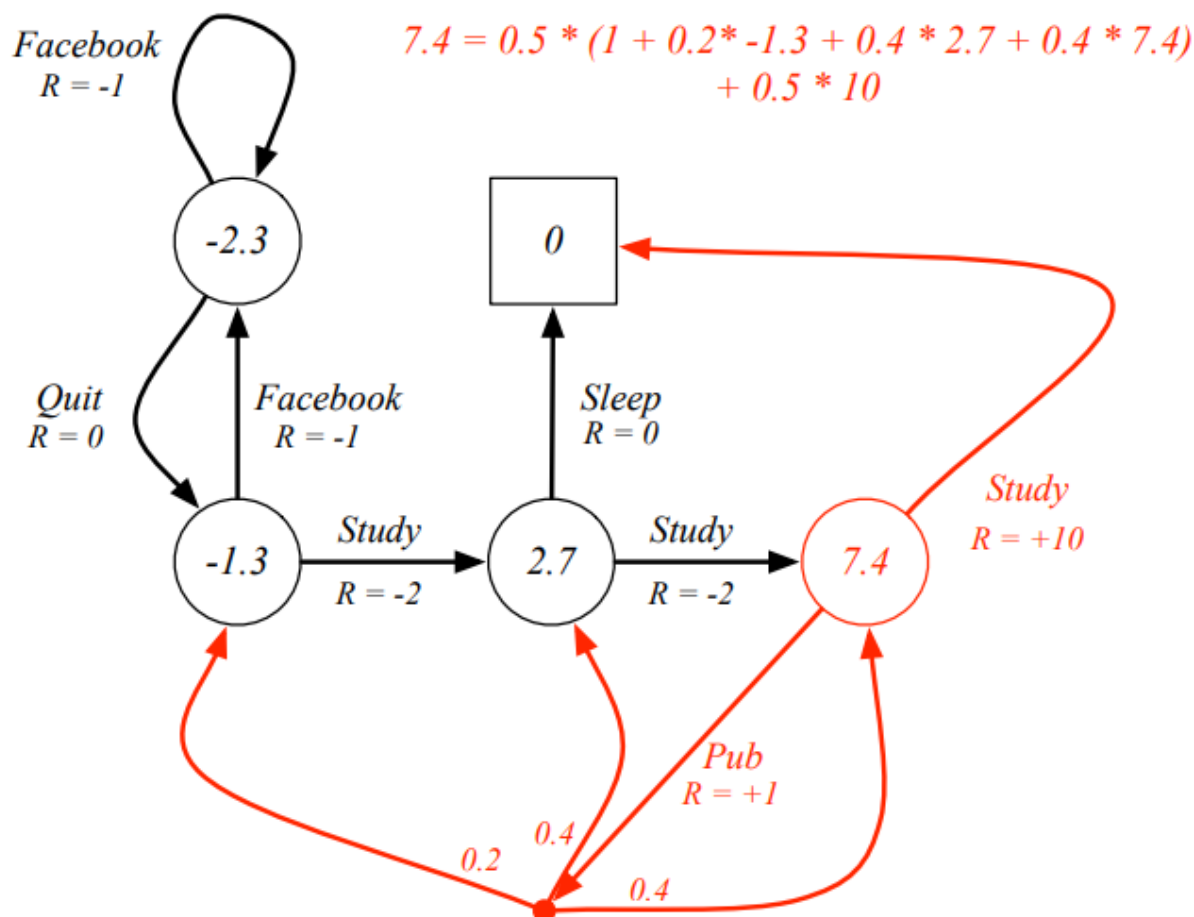 Facebook
R = -1
7.4 = 0.5 * (1 + 0.2* -1.3 + 0.4 * 2.7 + 0.4 * 7.4)
+ 0.5 * 10
-2.3
0
Quit
R = 0
Facebook
R = -1
Sleep
R = 0
Study
R = +10
-1.3
Study
R = -2
2.7
Study
R = -2
7.4
Pub
R = +1
0.2
0.4
0.4